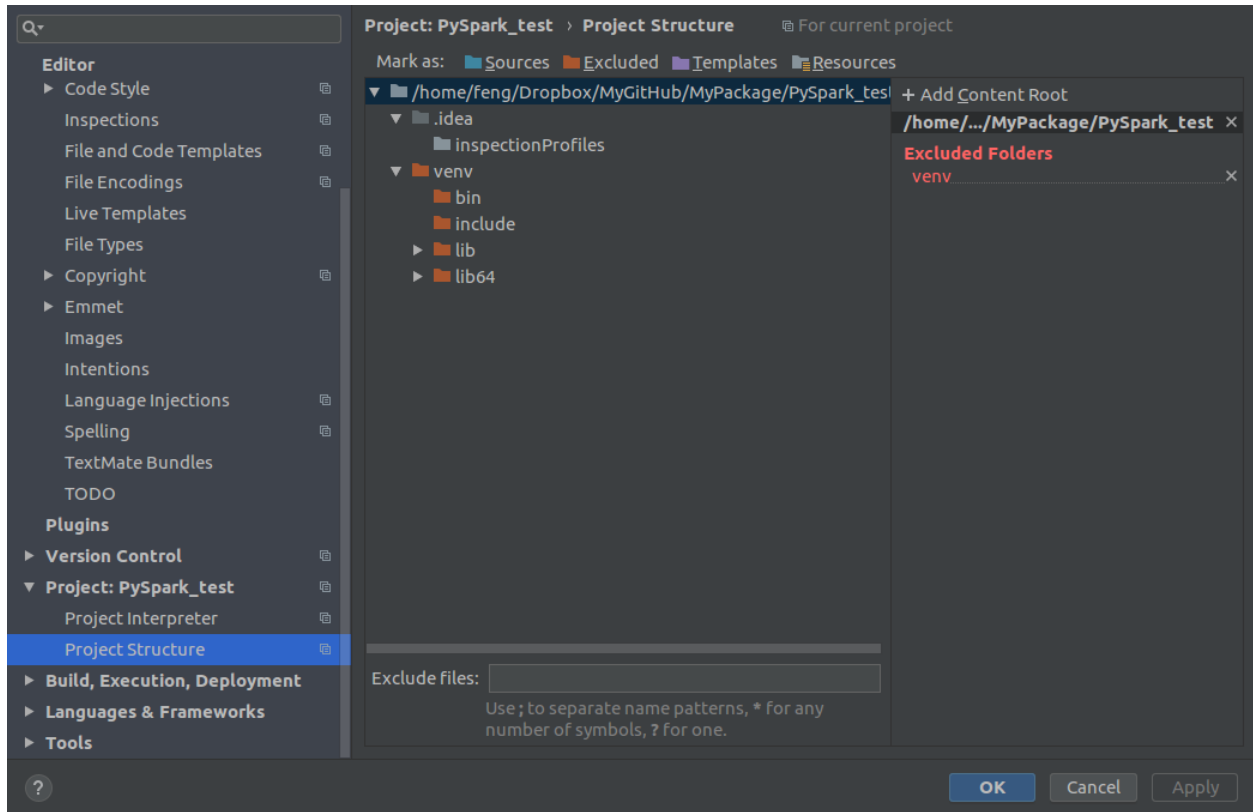 Project: PySpark_test › Project Structure For current project
Editor
Code Style
Inspections
File and Code Templates
File Encodings
Live Templates
File Types
Copyright
Emmet
Images
Intentions
Language Injections
Spelling
TextMate Bundles
TODO
Plugins
Version Control
Project: PySpark_test
Project Interpreter
Project Structure
Build, Execution, Deployment
Languages & Frameworks
Tools
Mark as: Sources Excluded Templates Resources
/home/feng/Dropbox/MyGitHub/MyPackage/PySpark_tes
.idea
inspectionProfiles
venv
bin
include
lib
lib64
Exclude files:
Use ; to separate name patterns, * for any
number of symbols, ? for one.
+ Add Content Root
/home/.../MyPackage/PySpark_test ×
Excluded Folders
venv ×
? OK Cancel Apply